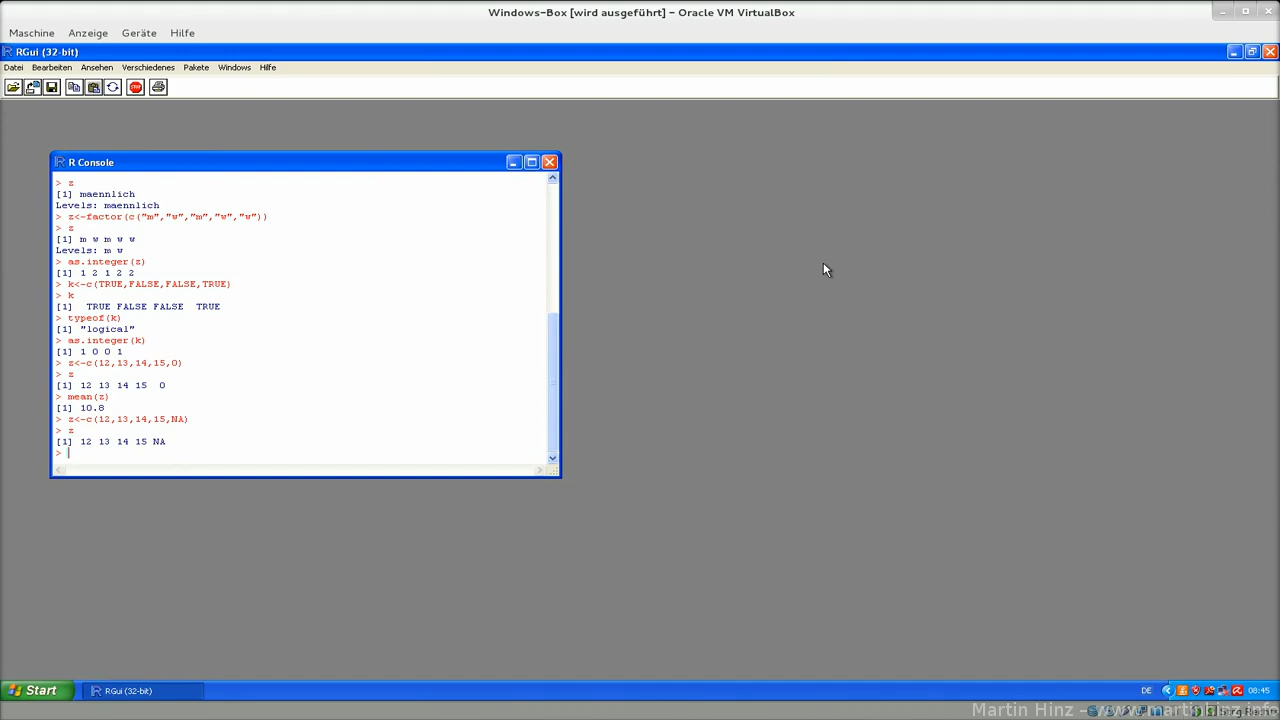 Windows-Box [wird ausgeführt] - Oracle VM VirtualBox
Maschine Anzeige Geräte Hilfe
RGui (32-bit)
Datei Bearbeiten Ansehen Verschiedenes Pakete Windows Hilfe
STOP
R Console
> z
[1] maennlich
Levels: maennlich
> z<-factor(c("m","w","m","w","w"))
> z
[1] m w m w w
Levels: m w
> as.integer(z)
[1] 1 2 1 2 2
> k<-c(TRUE,FALSE,FALSE,TRUE)
> k
[1]  TRUE FALSE FALSE  TRUE
> typeof(k)
[1] "logical"
> as.integer(k)
[1] 1 0 0 1
> z<-c(12,13,14,15,0)
> z
[1] 12 13 14 15  0
> mean(z)
[1] 10.8
> z<-c(12,13,14,15,NA)
> z
[1] 12 13 14 15 NA
>
Start RGui (32-bit) DE 08:45
Martin Hinz - www.martinhinz.info